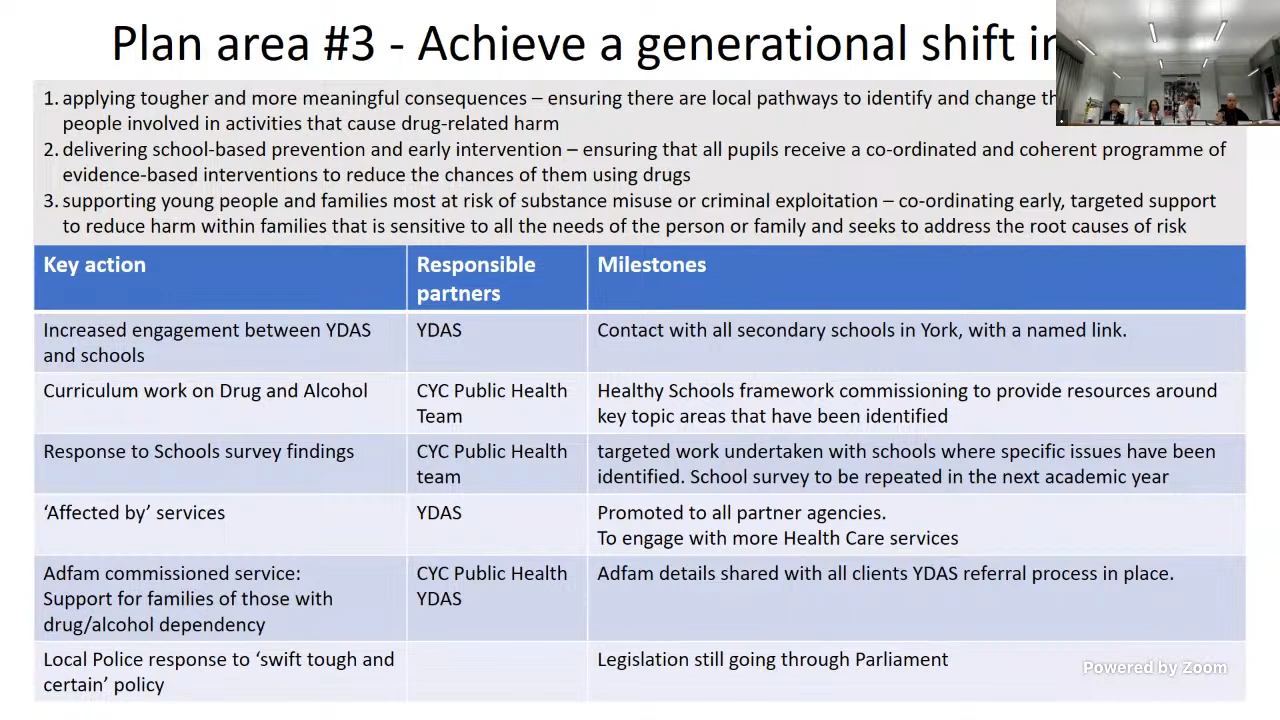 Plan area #3 - Achieve a generational shift in
1. applying tougher and more meaningful consequences – ensuring there are local pathways to identify and change th
people involved in activities that cause drug-related harm
2. delivering school-based prevention and early intervention – ensuring that all pupils receive a co-ordinated and coherent programme of
evidence-based interventions to reduce the chances of them using drugs
3. supporting young people and families most at risk of substance misuse or criminal exploitation – co-ordinating early, targeted support
to reduce harm within families that is sensitive to all the needs of the person or family and seeks to address the root causes of risk
Key action
Responsible
partners
Milestones
Increased engagement between YDAS
and schools
YDAS
Contact with all secondary schools in York, with a named link.
Curriculum work on Drug and Alcohol
CYC Public Health
Team
Healthy Schools framework commissioning to provide resources around
key topic areas that have been identified
Response to Schools survey findings
CYC Public Health
team
targeted work undertaken with schools where specific issues have been
identified. School survey to be repeated in the next academic year
‘Affected by’ services
YDAS
Promoted to all partner agencies.
To engage with more Health Care services
Adfam commissioned service:
Support for families of those with
drug/alcohol dependency
CYC Public Health
YDAS
Adfam details shared with all clients YDAS referral process in place.
Local Police response to ‘swift tough and
certain’ policy
Legislation still going through Parliament
Powered by Zoom